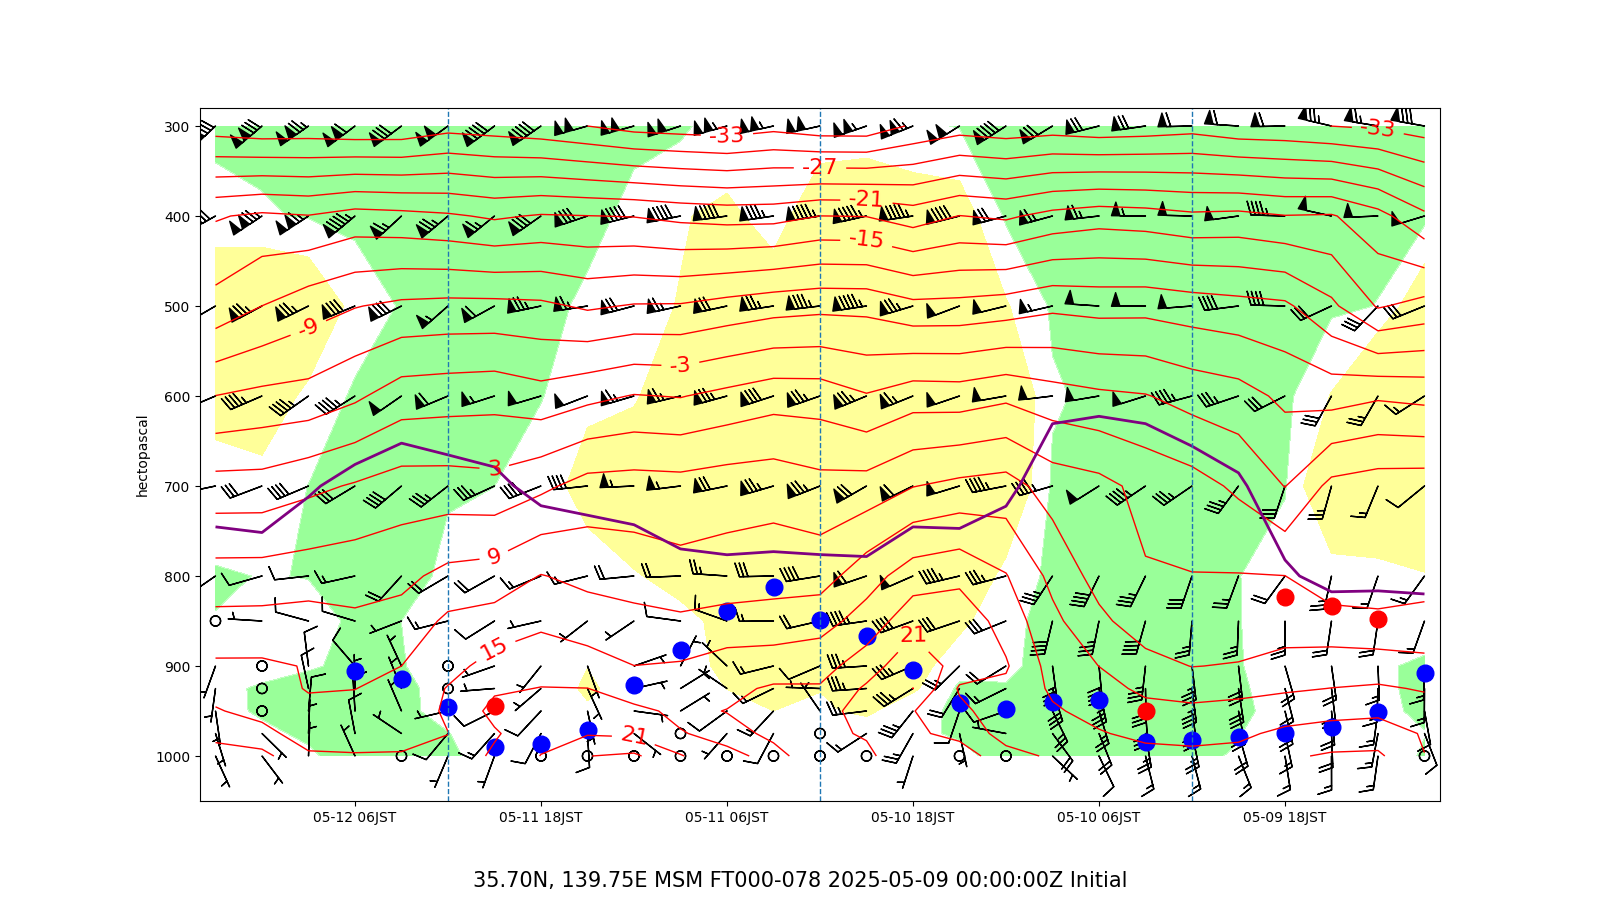 300
400
500
600
700
800
900
1000
hectopascal
-33
-33
-27
-21
-15
-9
-3
3
9
15
21
21
05-12 06JST
05-11 18JST
05-11 06JST
05-10 18JST
05-10 06JST
05-09 18JST
35.70N, 139.75E MSM FT000-078 2025-05-09 00:00:00Z Initial